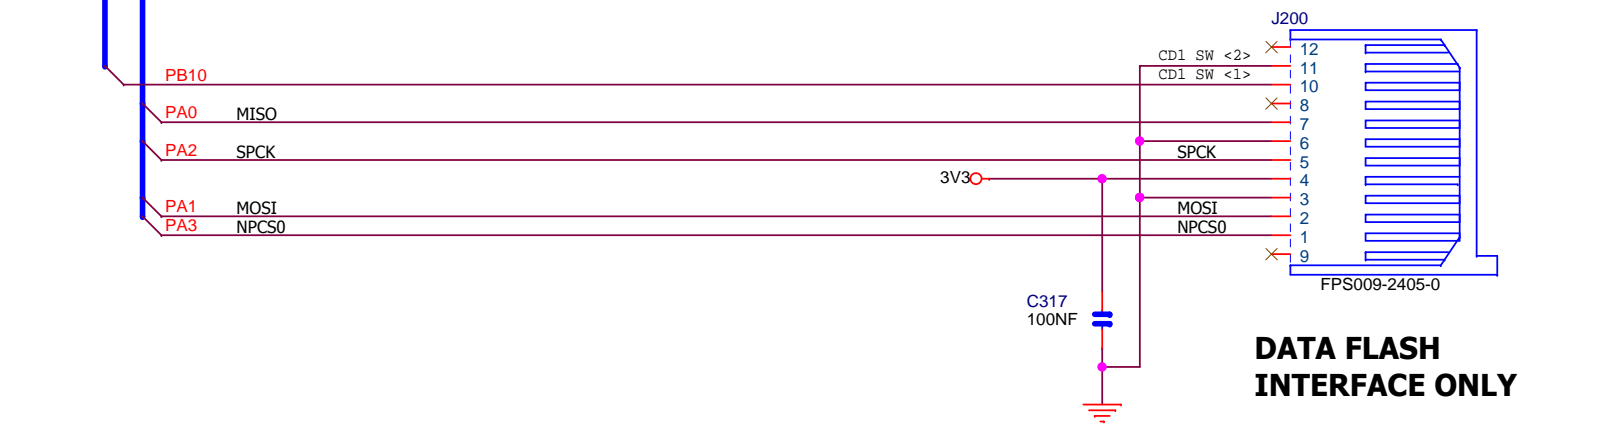 J200
CD1 SW <2>
12
11
PB10
CD1 SW <1>
10
8
PA0 MISO
7
6
PA2 SPCK SPCK
5
3V3
4
3
PA1 MOSI MOSI
2
PA3 NPCS0 NPCS0
1
9
FPS009-2405-0
C317
100NF
DATA FLASH
INTERFACE ONLY